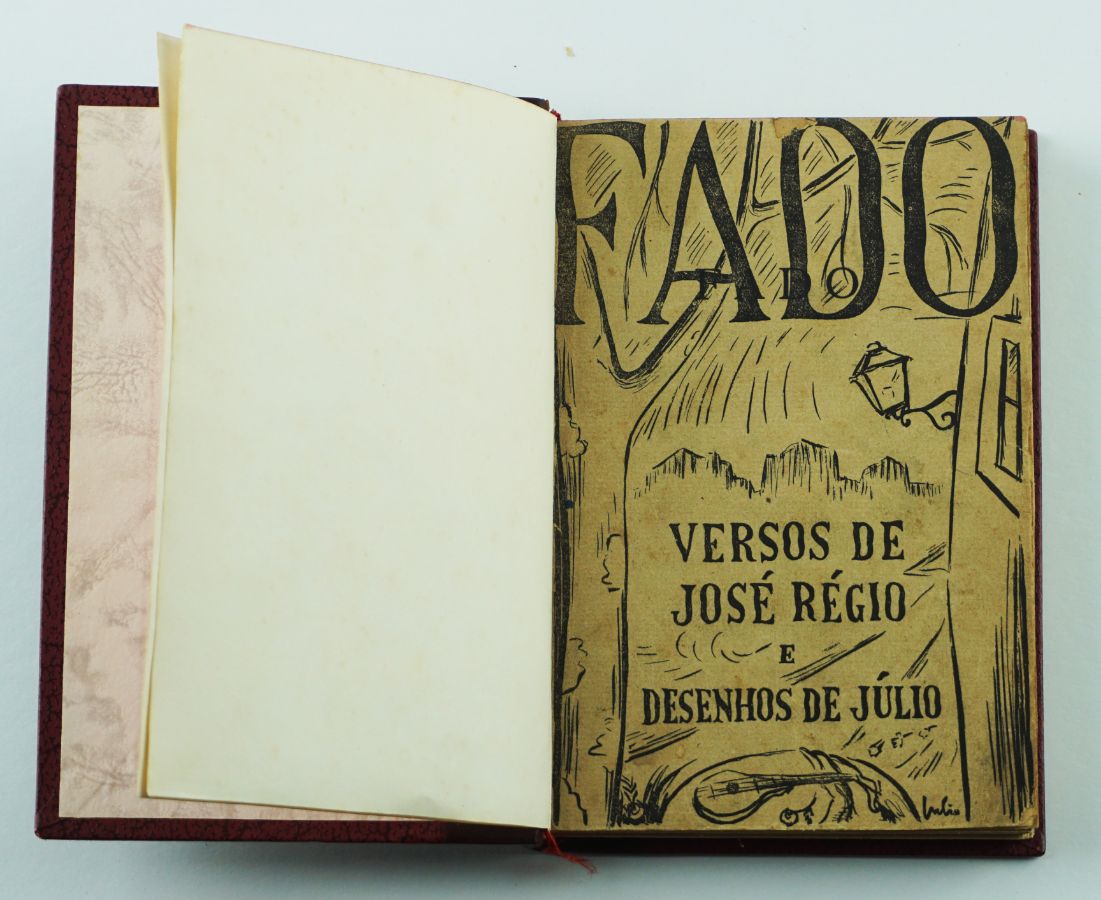 FADO
VERSOS DE
JOSÉ RÉGIO
E
DESENHOS DE JÚLIO
Julio